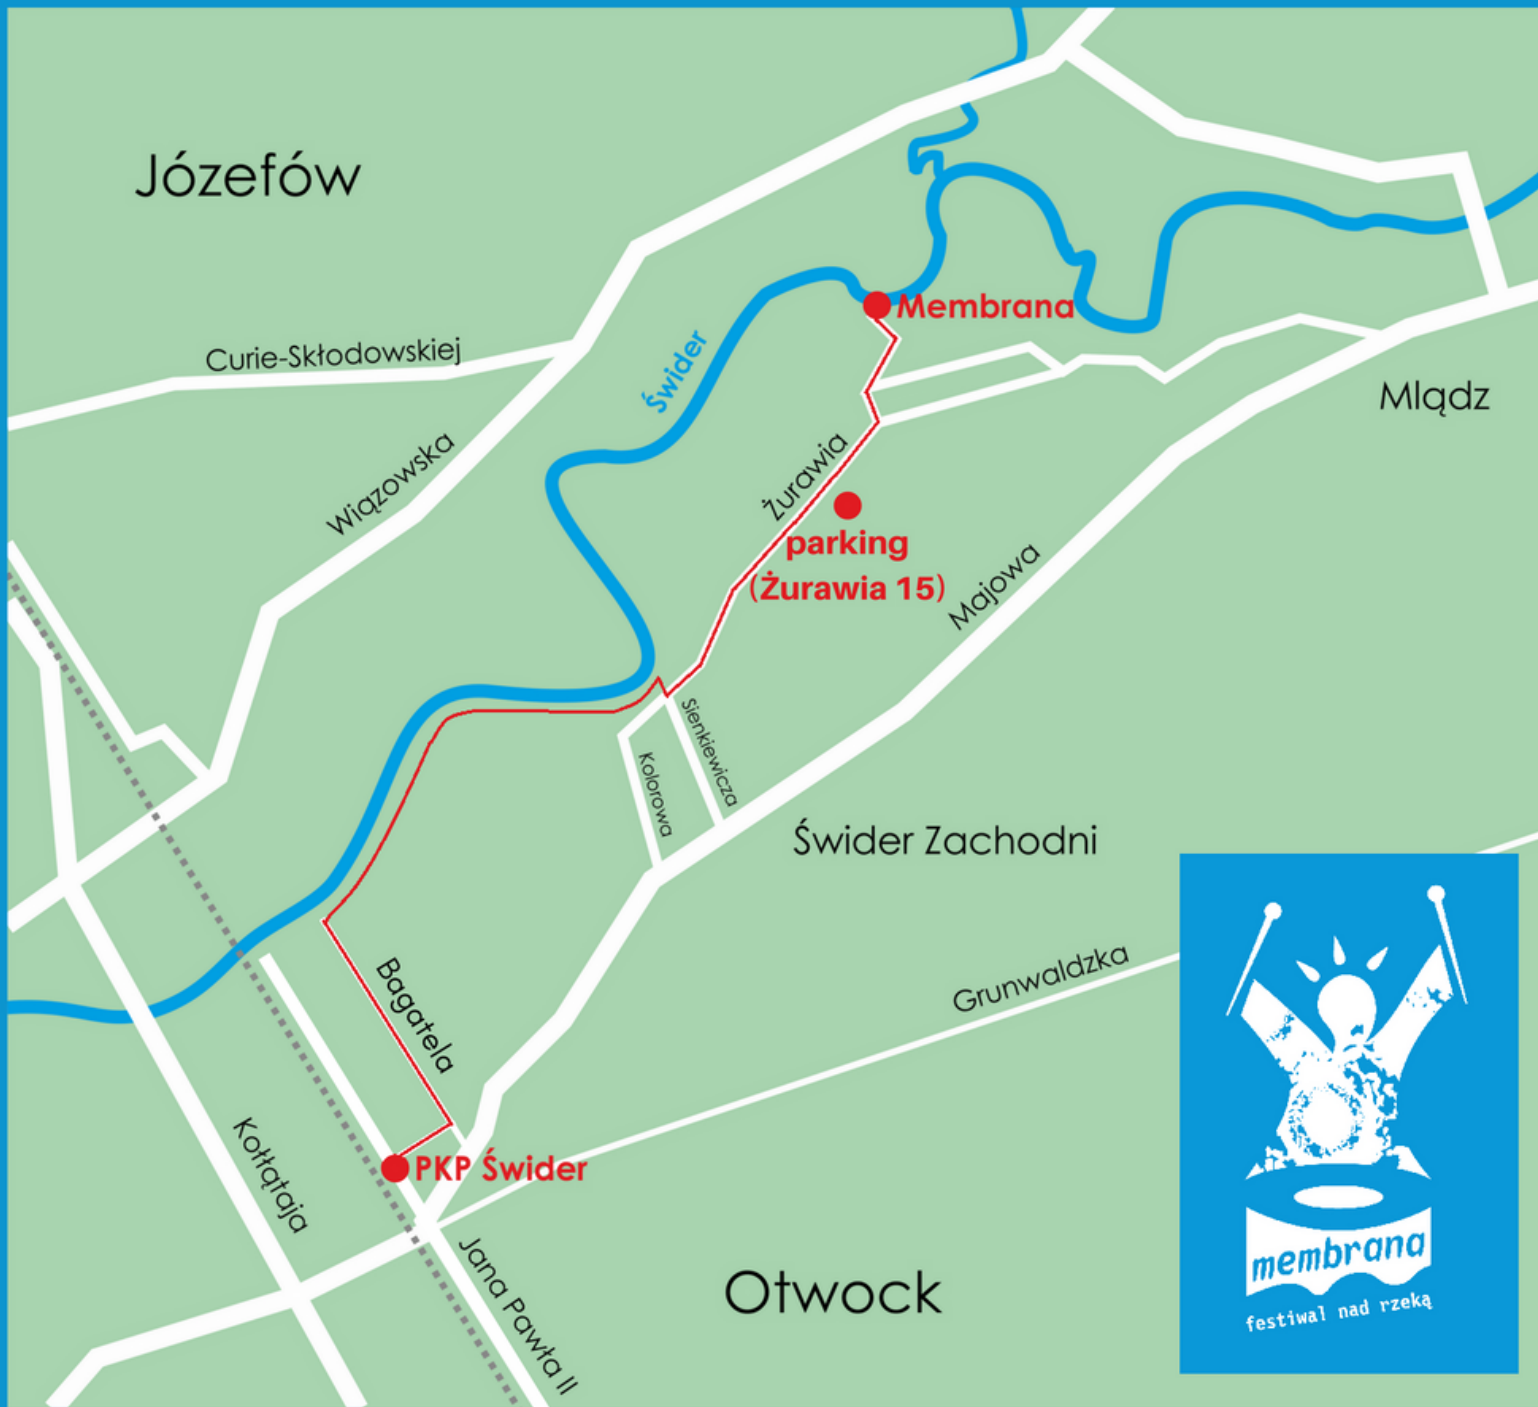 Józefów
Curie-Skłodowskiej
Wiązowska
Świder
Membrana
Mlądz
Żurawia
parking
(Żurawia 15)
Majowa
Sienkiewicza
Kolorowa
Świder Zachodni
Grunwaldzka
Bagatela
Kołłątaja
PKP Świder
Jana Pawła II
Otwock
membrana
festiwal nad rzeką